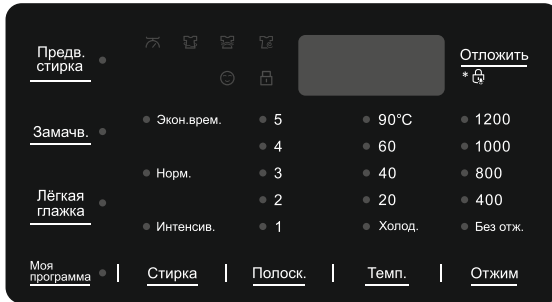 Предв.
стирка
Отложить
*
Экон.врем. 5 90°C 1200
Замачв.
4 60 1000
Норм. 3 40 800
Лёгкая
глажка
2 20 400
Интенсив. 1 Холод. Без отж.
Моя
программа
Стирка Полоск. Темп. Отжим